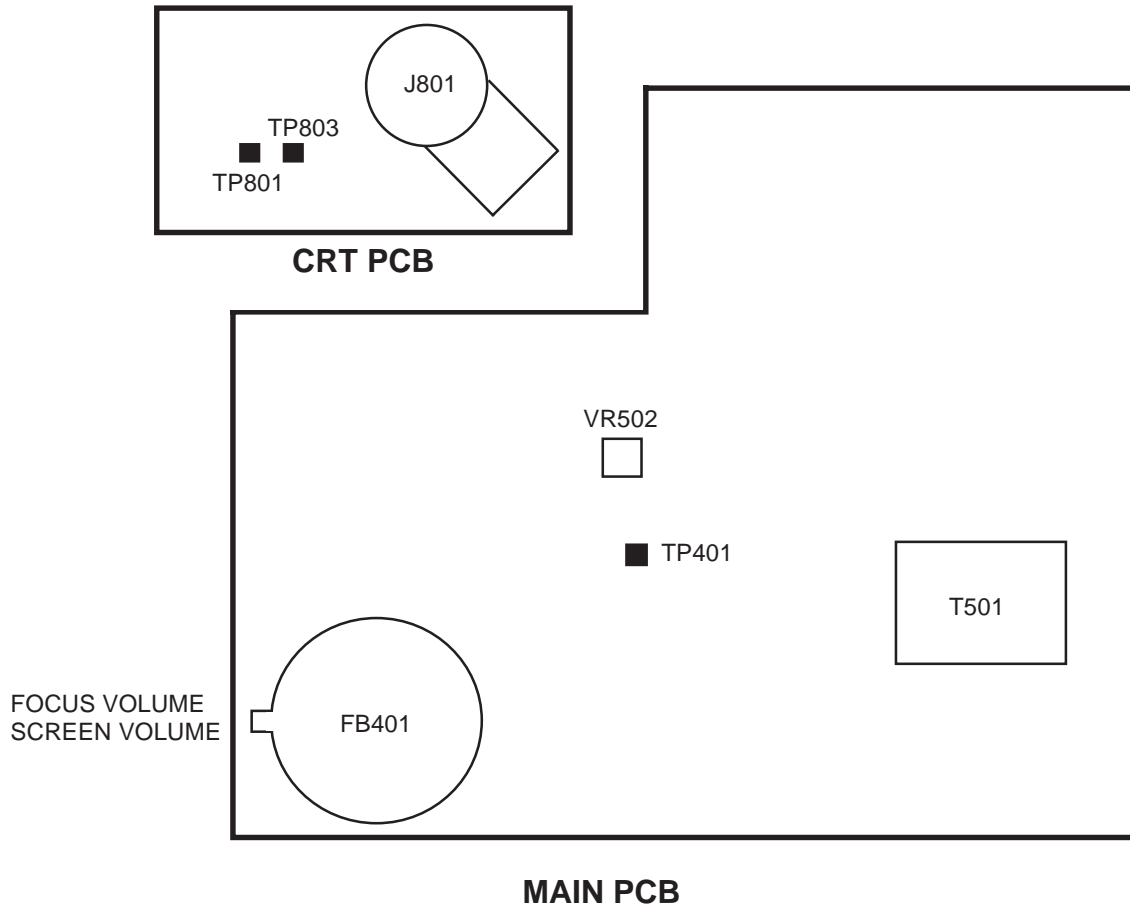 J801
TP803
TP801
CRT PCB
VR502
TP401
T501
FOCUS VOLUME
SCREEN VOLUME
FB401
MAIN PCB